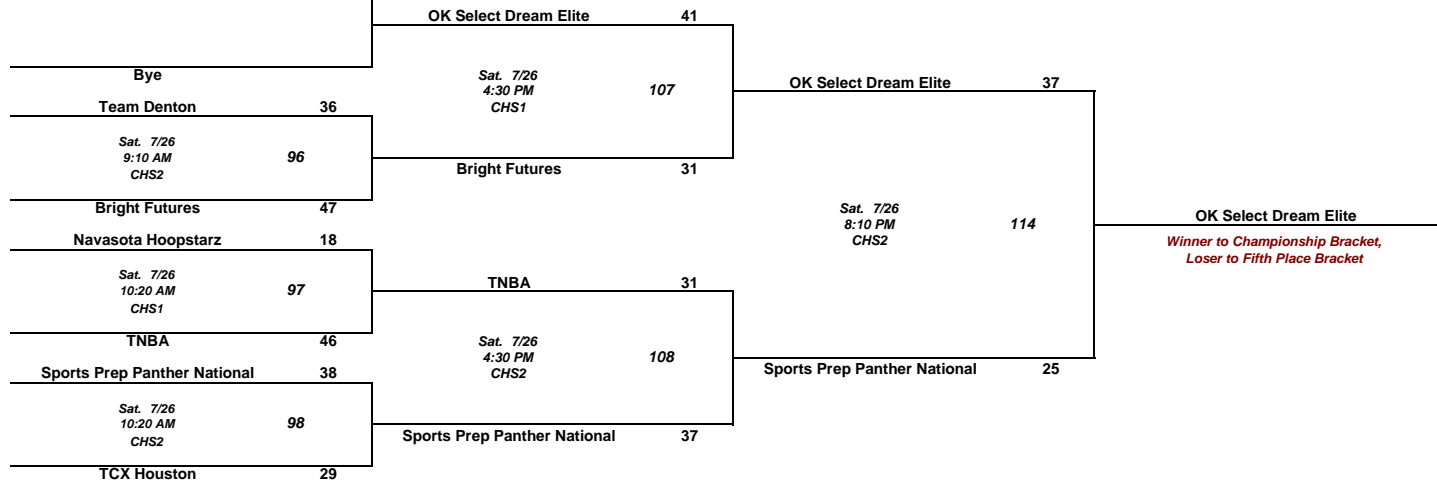 OK Select Dream Elite 41
Bye
Sat. 7/26
4:30 PM 107
CHS1
OK Select Dream Elite 37
Team Denton 36
Sat. 7/26
9:10 AM 96
CHS2
Bright Futures 31
Bright Futures 47
Sat. 7/26
8:10 PM 114
CHS2
OK Select Dream Elite
Winner to Championship Bracket,
Loser to Fifth Place Bracket
Navasota Hoopstarz 18
Sat. 7/26
10:20 AM 97
CHS1
TNBA 31
TNBA 46
Sat. 7/26
4:30 PM 108
CHS2
Sports Prep Panther National 25
Sports Prep Panther National 38
Sat. 7/26
10:20 AM 98
CHS2
Sports Prep Panther National 37
TCX Houston 29